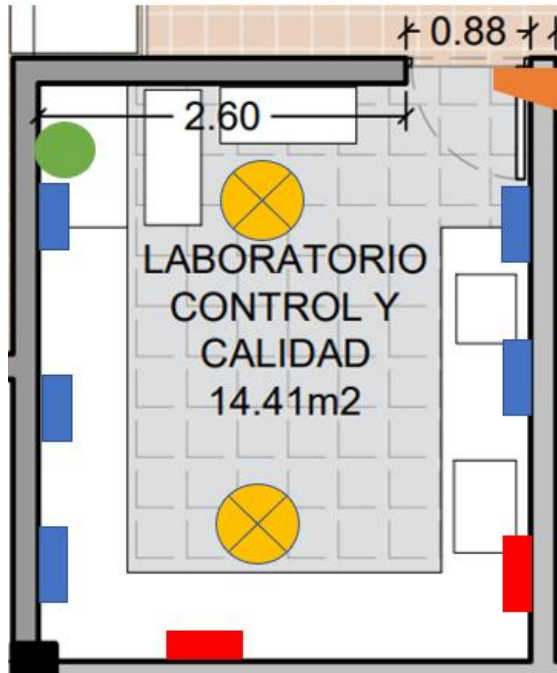 0.88
2.60
LABORATORIO
CONTROL Y
CALIDAD
14.41m2